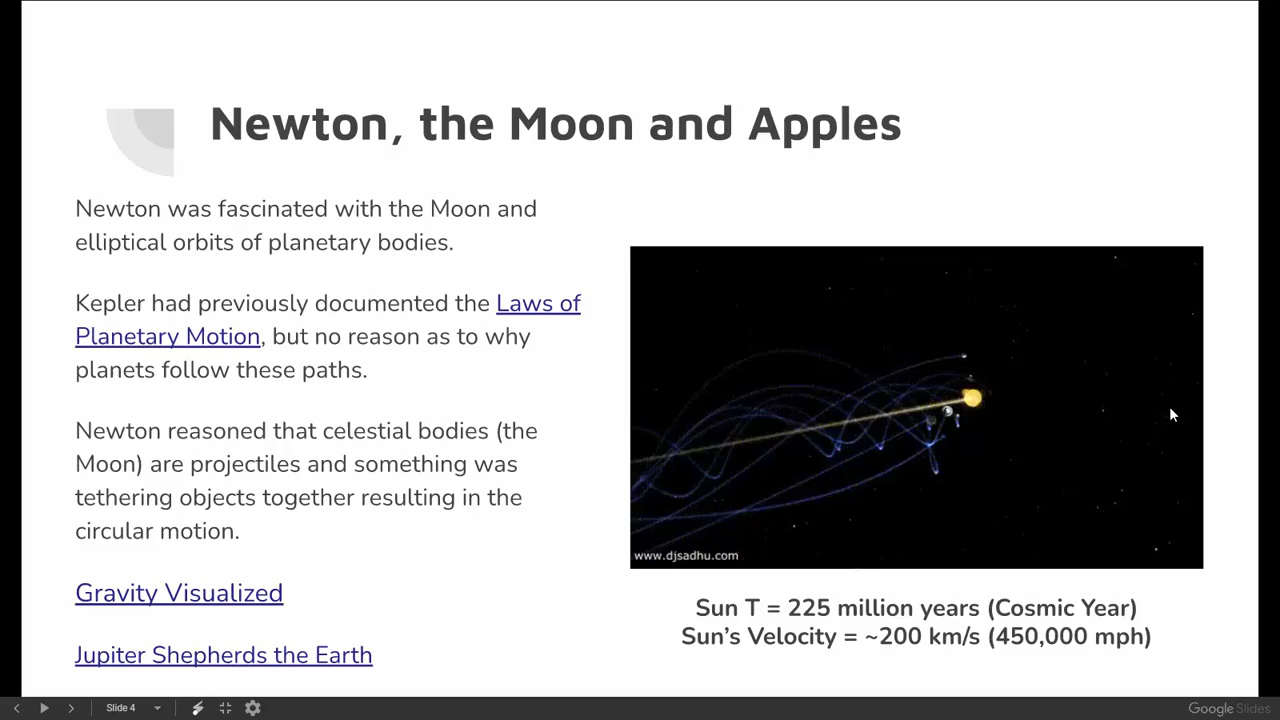 Newton, the Moon and Apples
Newton was fascinated with the Moon and
elliptical orbits of planetary bodies.
Kepler had previously documented the Laws of
Planetary Motion, but no reason as to why
planets follow these paths.
Newton reasoned that celestial bodies (the
Moon) are projectiles and something was
tethering objects together resulting in the
circular motion.
Gravity Visualized
Jupiter Shepherds the Earth
www.djsadhu.com
Sun T = 225 million years (Cosmic Year)
Sun's Velocity = ~200 km/s (450,000 mph)
Slide 4
Google Slides